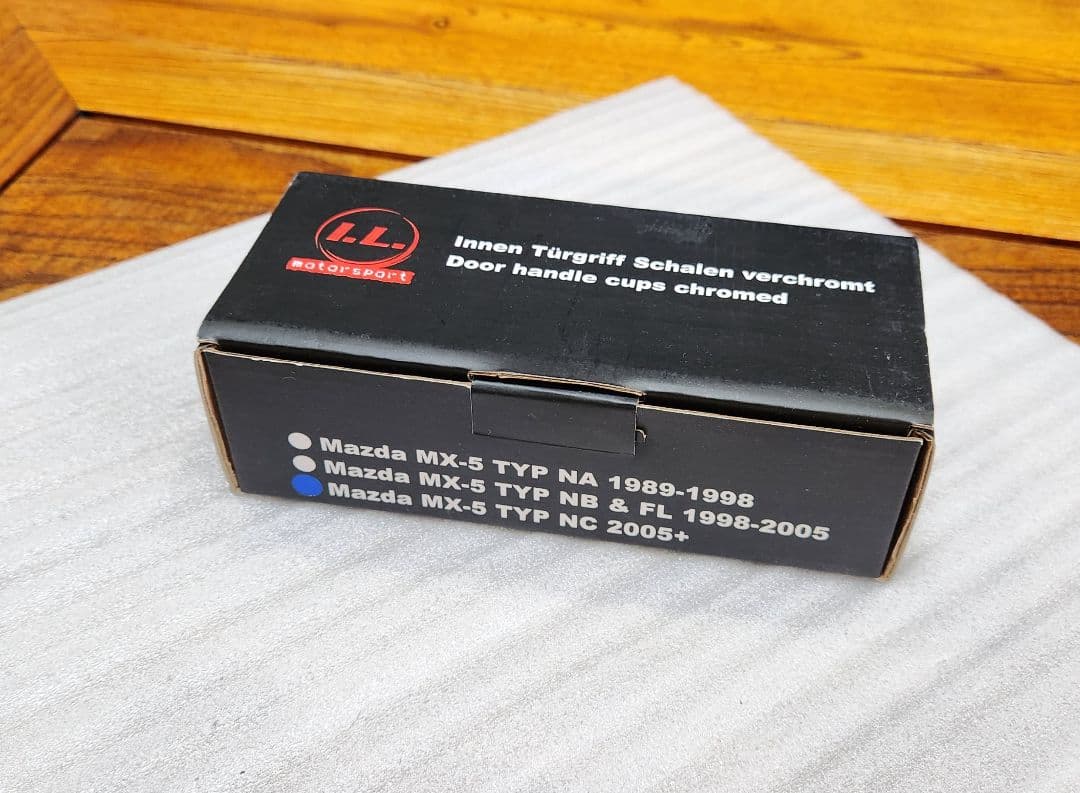 I.L.
motorsport
Innen Türgriff Schalen verchromt
Door handle cups chromed
Mazda MX-5 TYP NA 1989-1998
Mazda MX-5 TYP NB & FL 1998-2005
Mazda MX-5 TYP NC 2005+